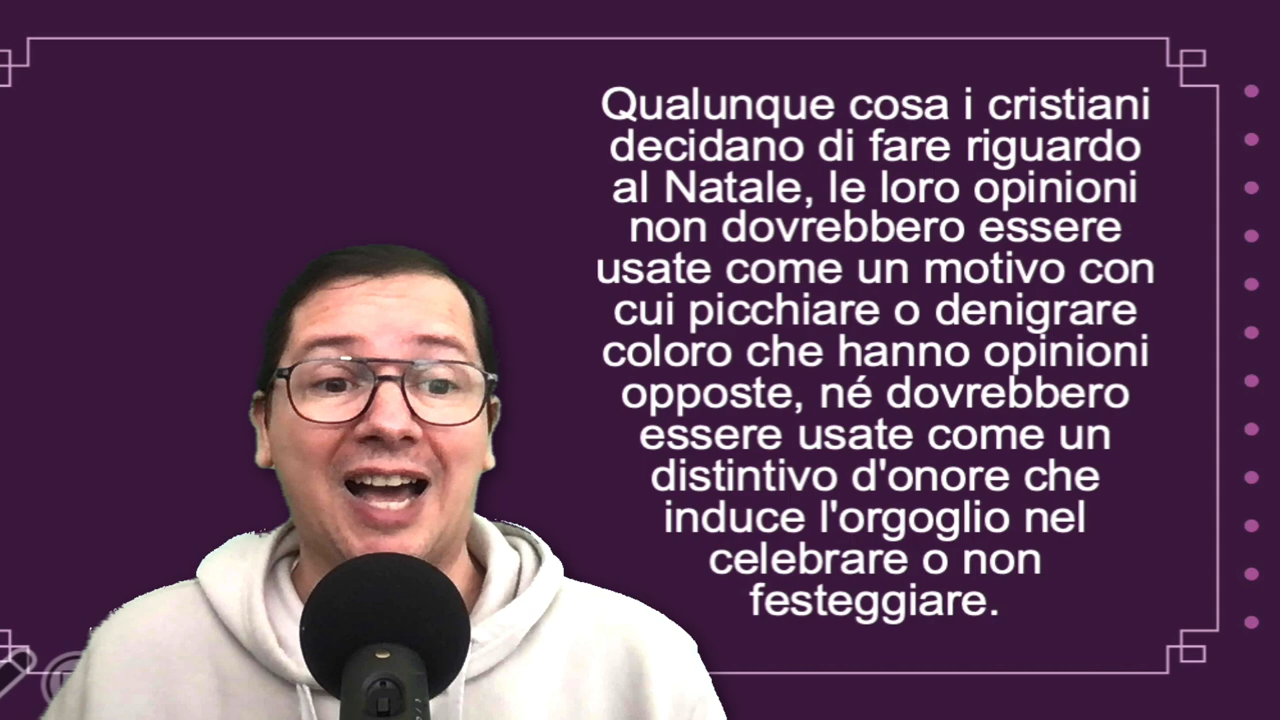 Qualunque cosa i cristiani
decidano di fare riguardo
al Natale, le loro opinioni
non dovrebbero essere
usate come un motivo con
cui picchiare o denigrare
coloro che hanno opinioni
opposte, né dovrebbero
essere usate come un
distintivo d'onore che
induce l'orgoglio nel
celebrare o non
festeggiare.